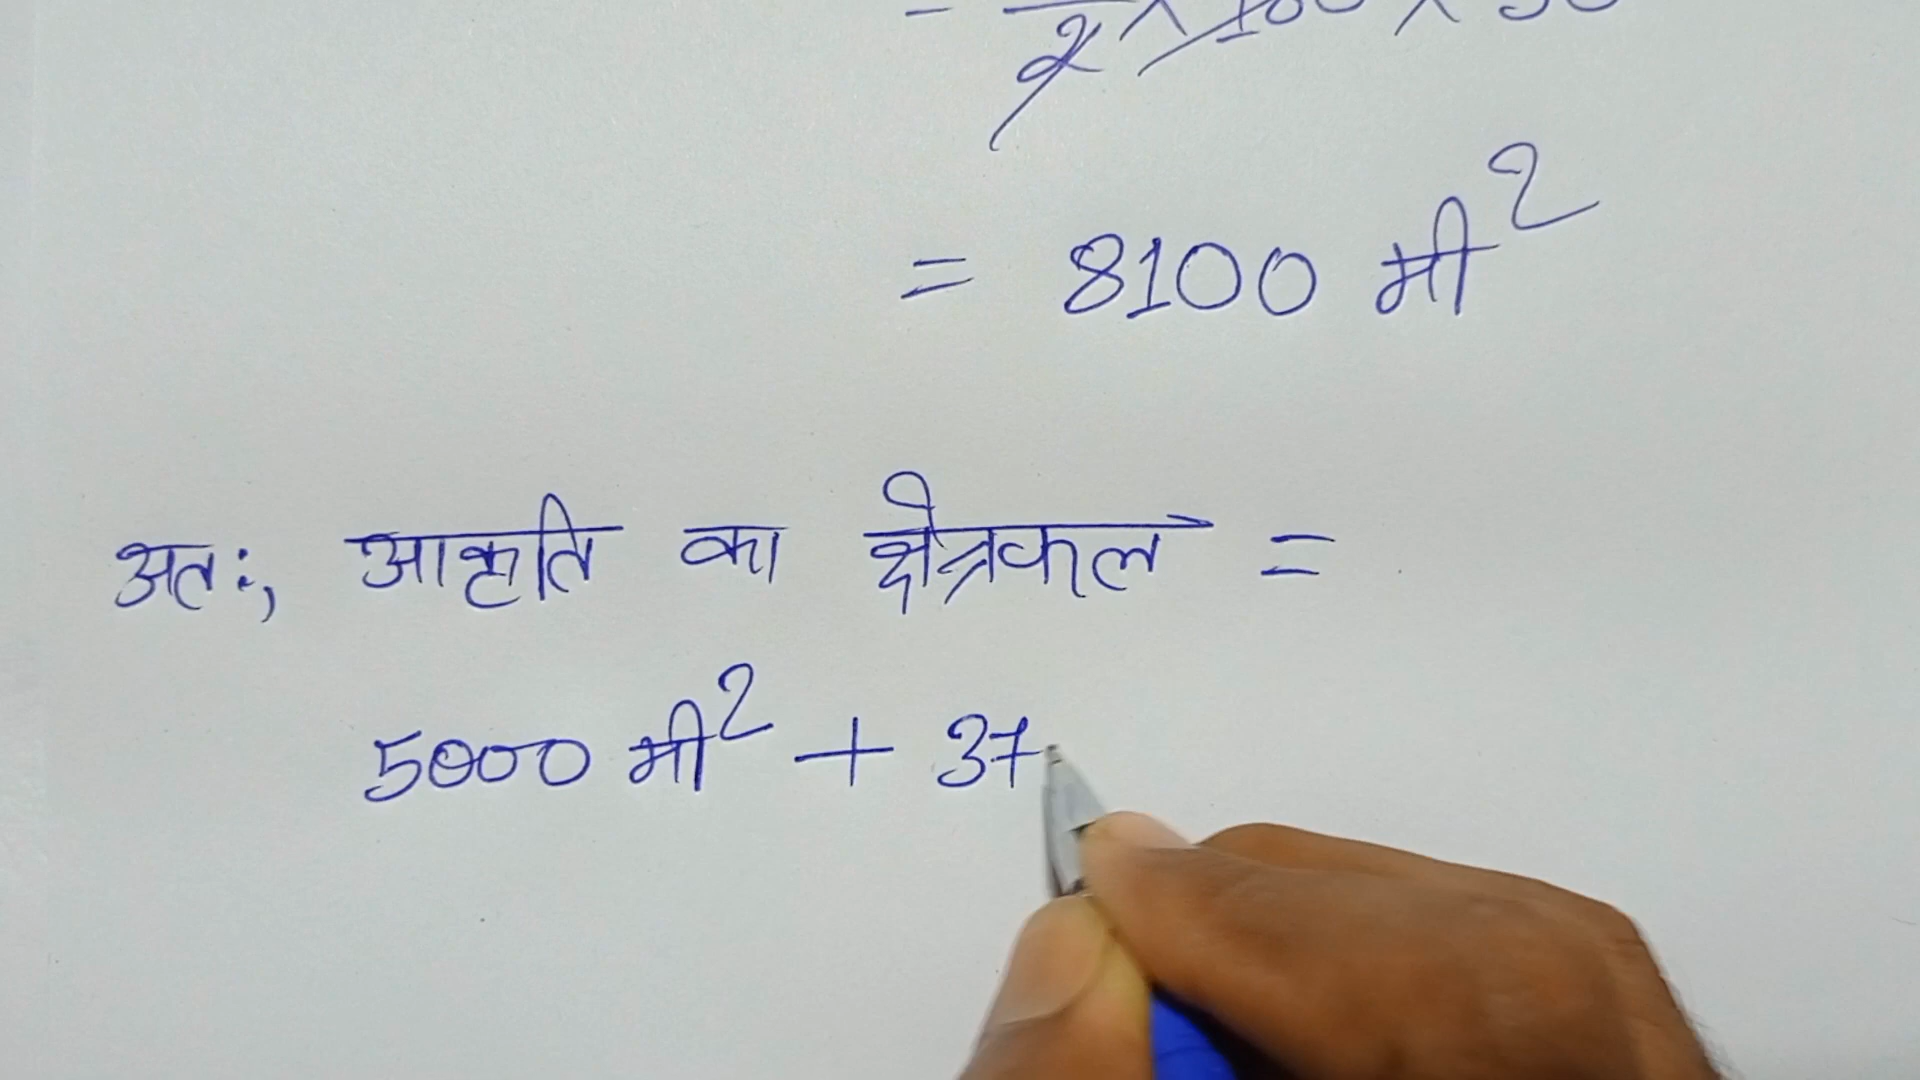 = 8100 मी²
अतः, आकृति का क्षेत्रफल =
5000 मी² + 37